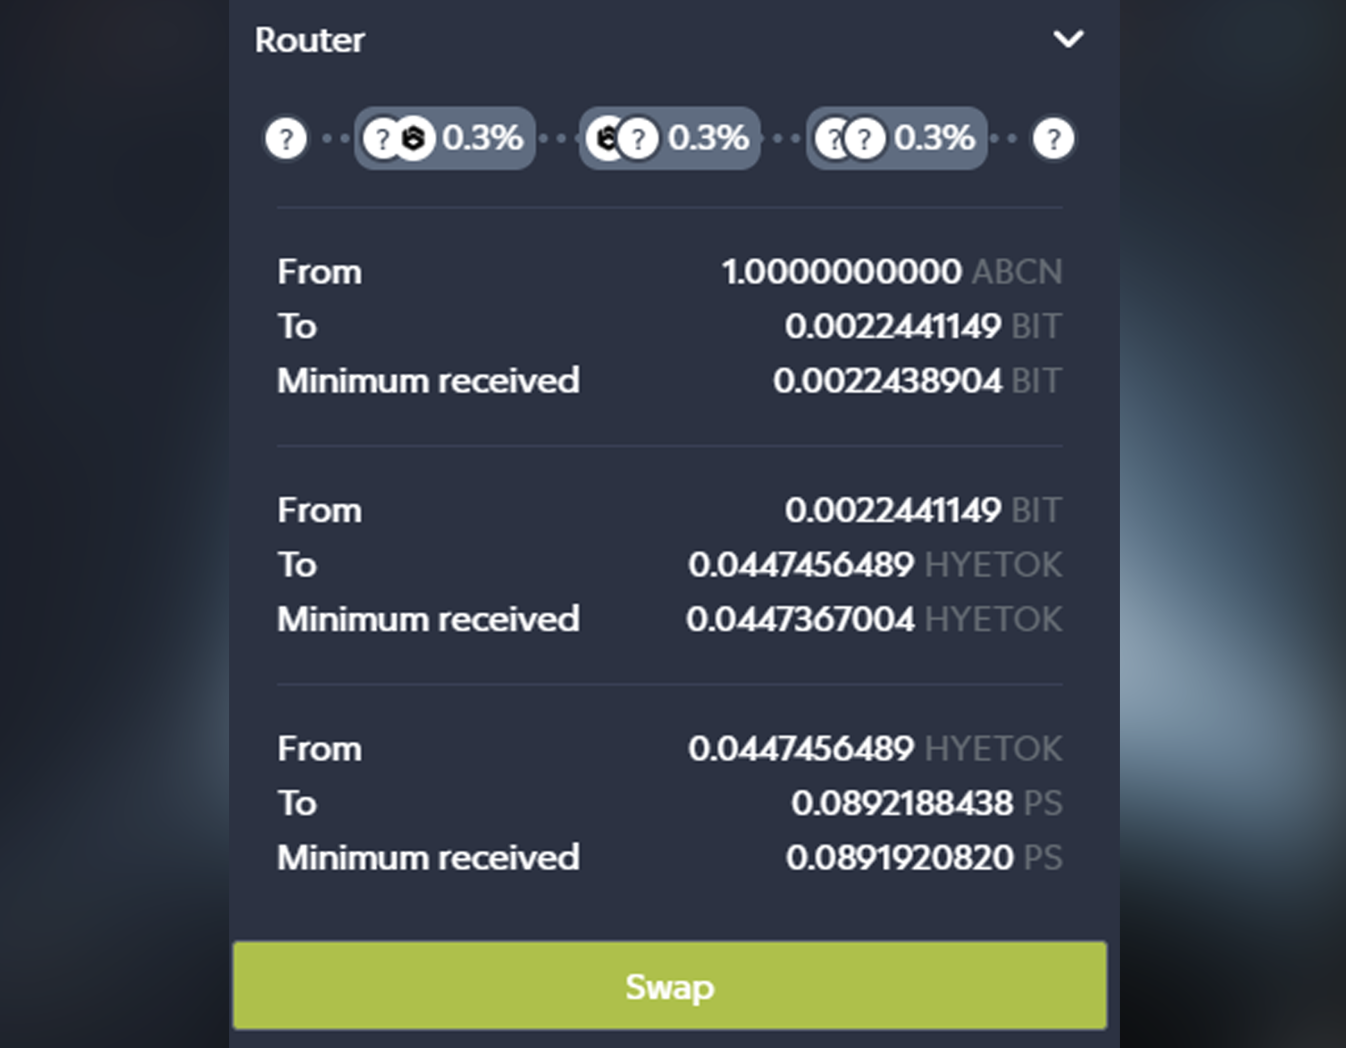 Router
? ? 0.3% ? 0.3% ? ? 0.3% ?
From 1.0000000000 ABCN
To 0.0022441149 BIT
Minimum received 0.0022438904 BIT
From 0.0022441149 BIT
To 0.0447456489 HYETOK
Minimum received 0.0447367004 HYETOK
From 0.0447456489 HYETOK
To 0.0892188438 PS
Minimum received 0.0891920820 PS
Swap